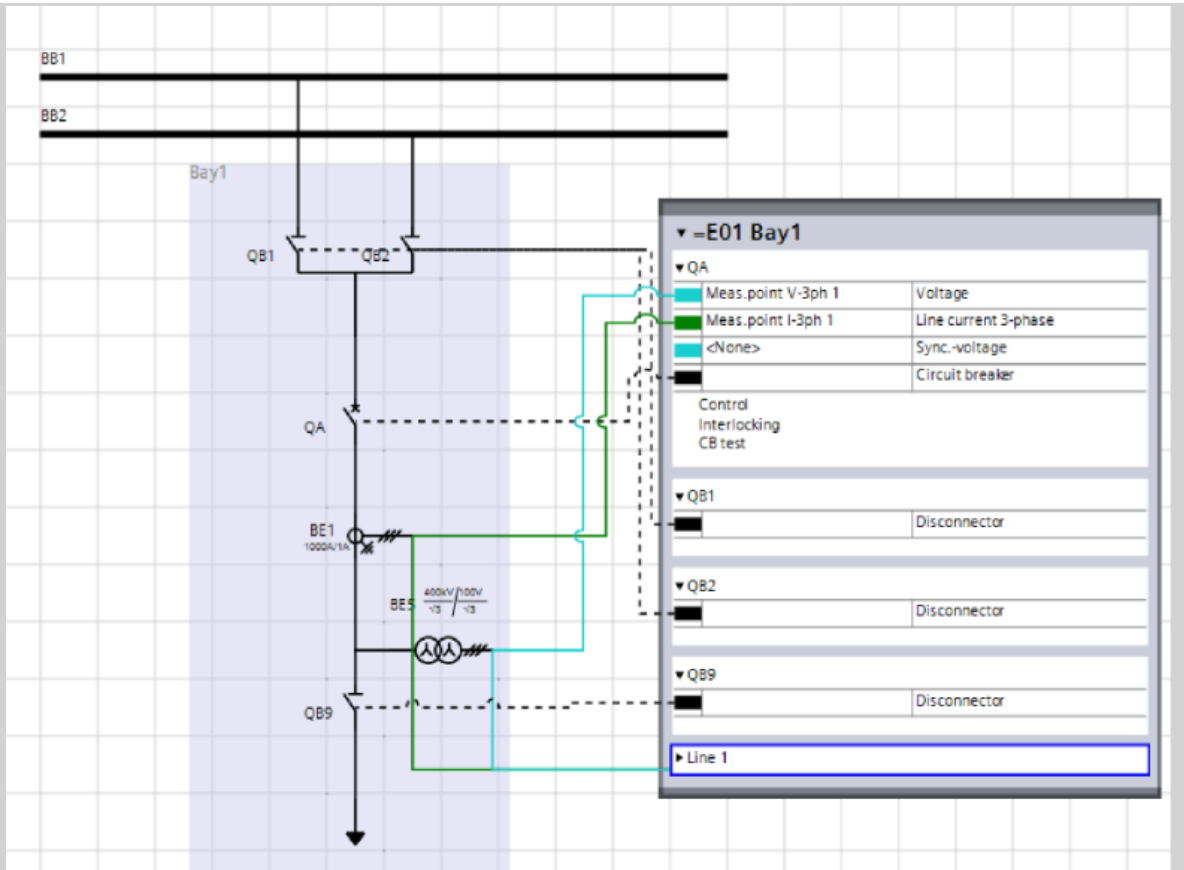 BB1
BB2
Bay1
QB1
QB2
QA
BE1
1000A/1A
BE5
400kV/100V
√3 √3
QB9
=E01 Bay1
QA
Meas.point V-3ph 1 Voltage
Meas.point I-3ph 1 Line current 3-phase
<None> Sync.-voltage
Circuit breaker
Control
Interlocking
CB test
QB1
Disconnector
QB2
Disconnector
QB9
Disconnector
Line 1